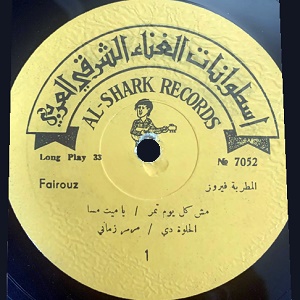 اسطوانات الغناء الشرقي العربي
AL-SHARK RECORDS
Long Play 33
№ 7052
Fairouz
المطربة فيروز
مش كل يوم تمر / يا ميت مسا
الحلوة دي / مرمر زماني
1